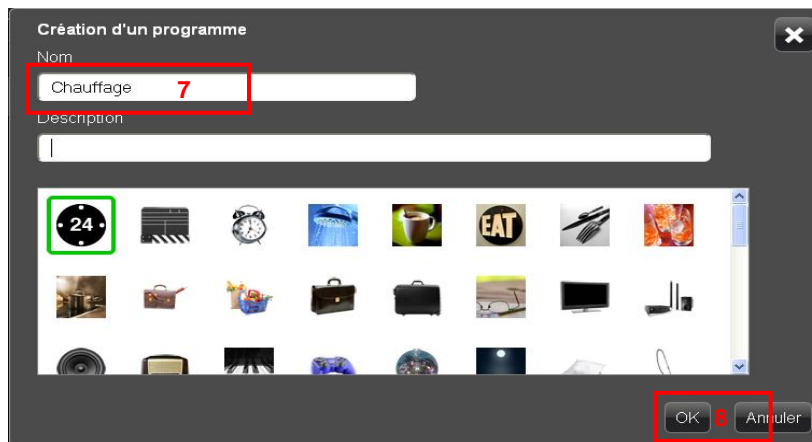 Création d'un programme
Nom
Chauffage 7
Description
24
EAT
OK 8 Annuler